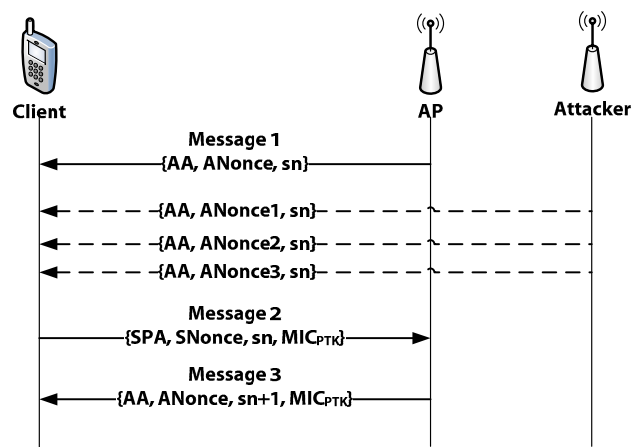 Client
AP
Attacker
Message 1
{AA, ANonce, sn}
{AA, ANonce1, sn}
{AA, ANonce2, sn}
{AA, ANonce3, sn}
Message 2
{SPA, SNonce, sn, MICPTK}
Message 3
{AA, ANonce, sn+1, MICPTK}